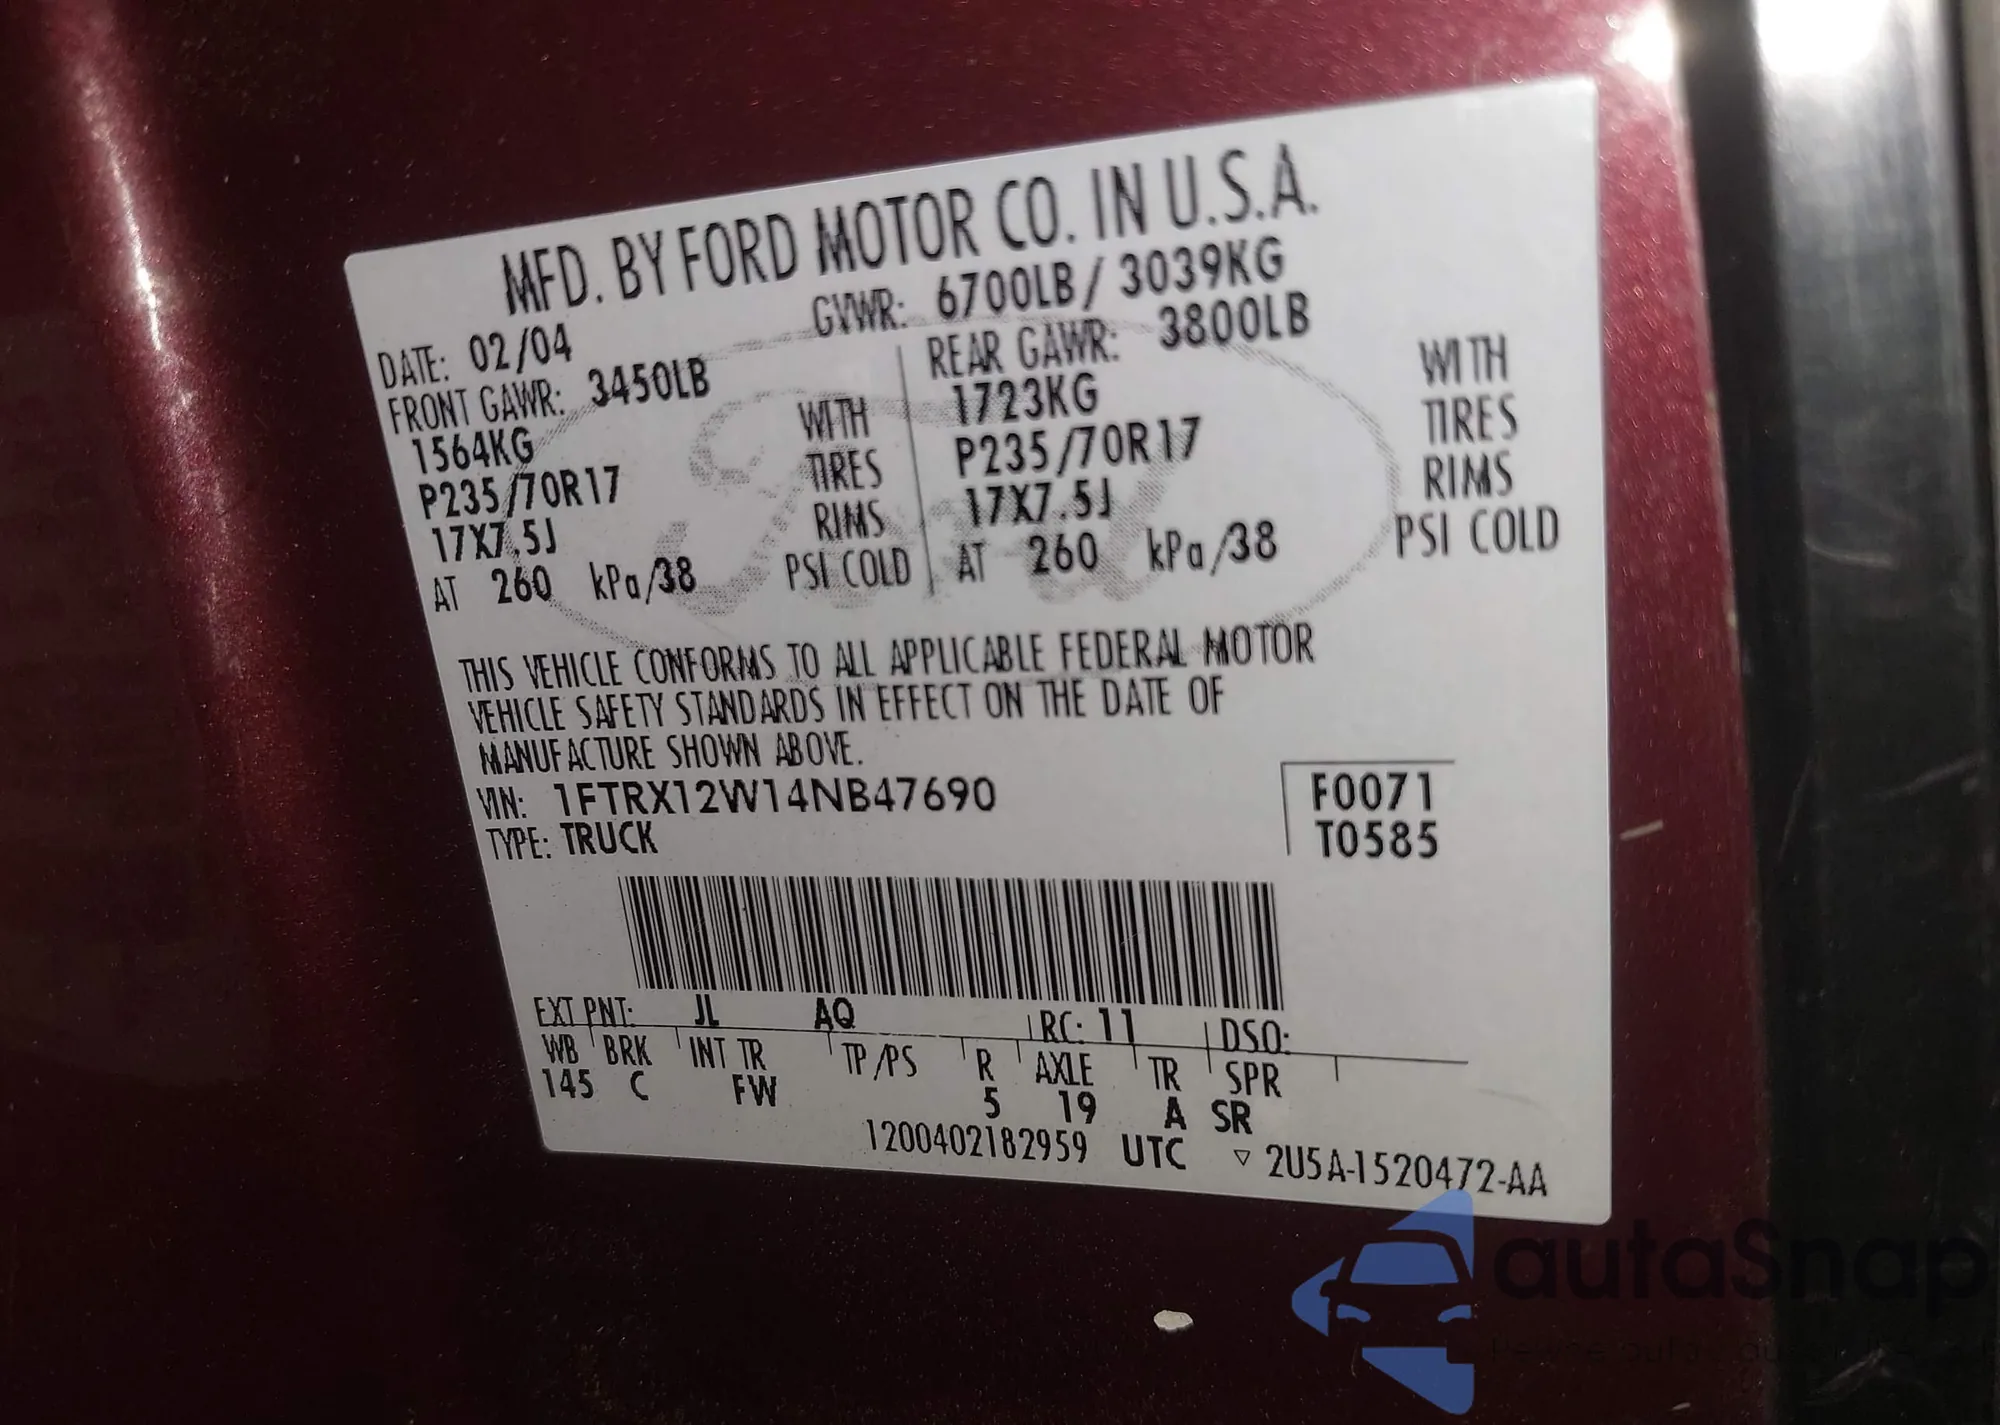 MFD. BY FORD MOTOR CO. IN U.S.A.
DATE: 02/04 GVWR: 6700LB / 3039KG
FRONT GAWR: 3450LB REAR GAWR: 3800LB
1564KG WITH 1723KG WITH
P235/70R17 TIRES P235/70R17 TIRES
17X7.5J RIMS 17X7.5J RIMS
AT 260 kPa/38 PSI COLD AT 260 kPa/38 PSI COLD
THIS VEHICLE CONFORMS TO ALL APPLICABLE FEDERAL MOTOR
VEHICLE SAFETY STANDARDS IN EFFECT ON THE DATE OF
MANUFACTURE SHOWN ABOVE.
VIN: 1FTRX12W14NB47690 F0071
TYPE: TRUCK T0585
EXT PNT: JL AQ RC: 11 DSO:
WB BRK INT TR TP/PS R AXLE TR SPR
145 C FW 5 19 A SR
1200402182959 UTC ▽ 2U5A-1520472-AA
autaSnap